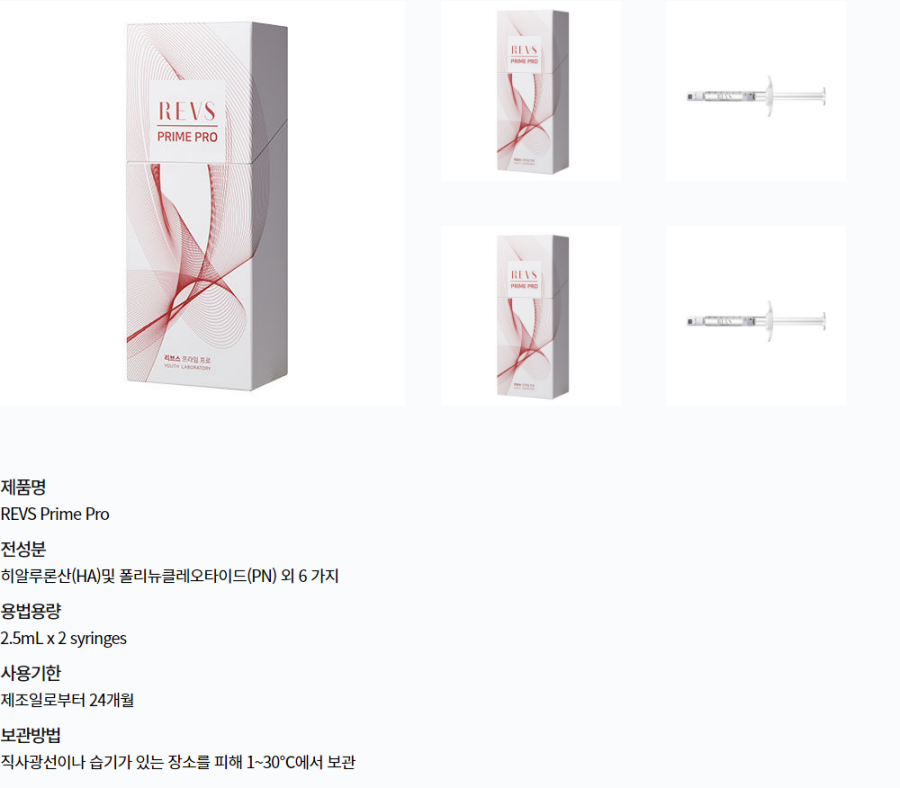 REVS
PRIME PRO
리브스 프라임 프로
YOUTH LABORATORY
REVS
PRIME PRO
REVS
REVS
PRIME PRO
REVS
제품명
REVS Prime Pro
전성분
히알루론산(HA)및 폴리뉴클레오타이드(PN) 외 6 가지
용법용량
2.5mL x 2 syringes
사용기한
제조일로부터 24개월
보관방법
직사광선이나 습기가 있는 장소를 피해 1~30°C에서 보관